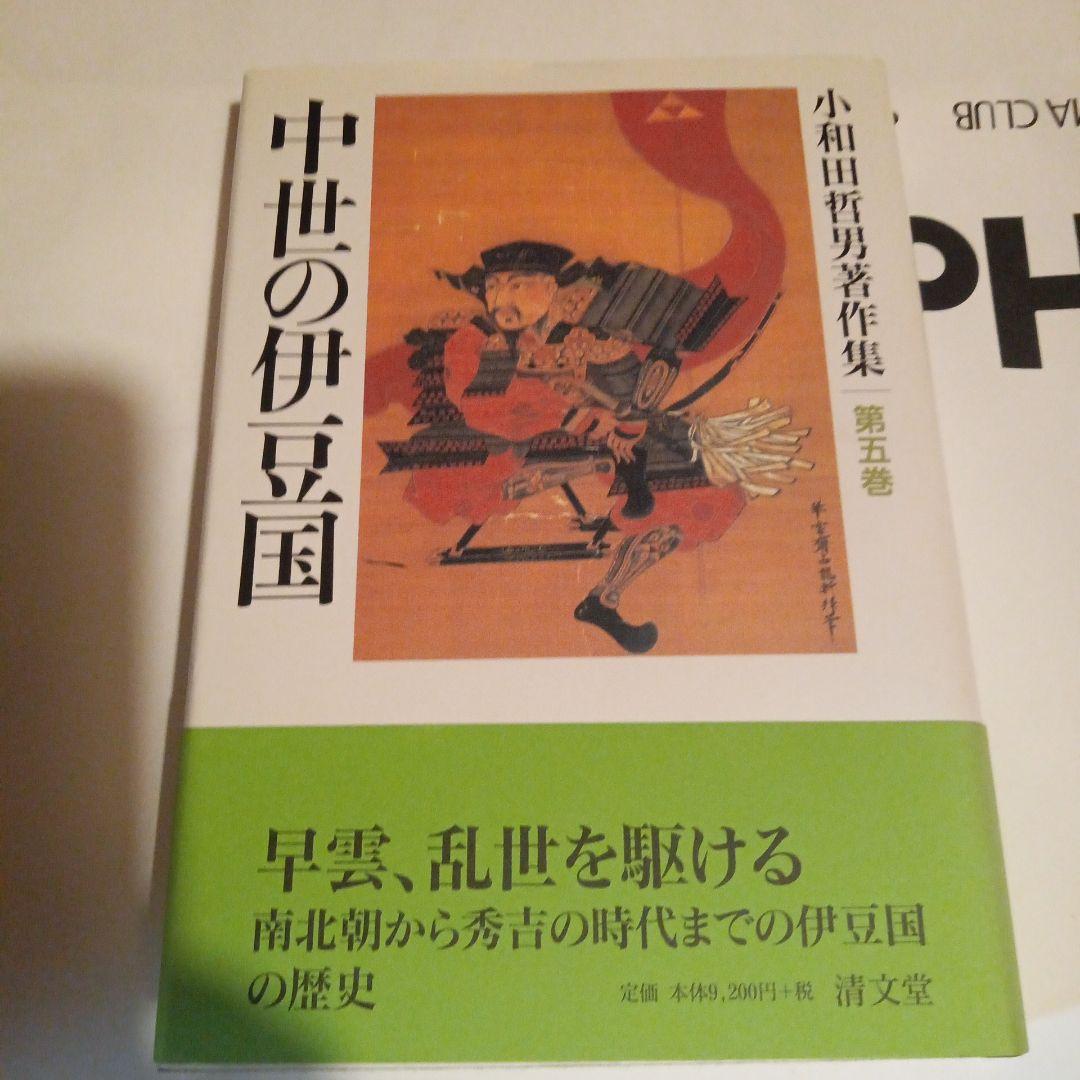 小和田哲男著作集
第五巻
中世の伊豆国
早雲、乱世を駆ける
南北朝から秀吉の時代までの伊豆国
の歴史
定価 本体9,200円+税 清文堂
MA CLUB
PH